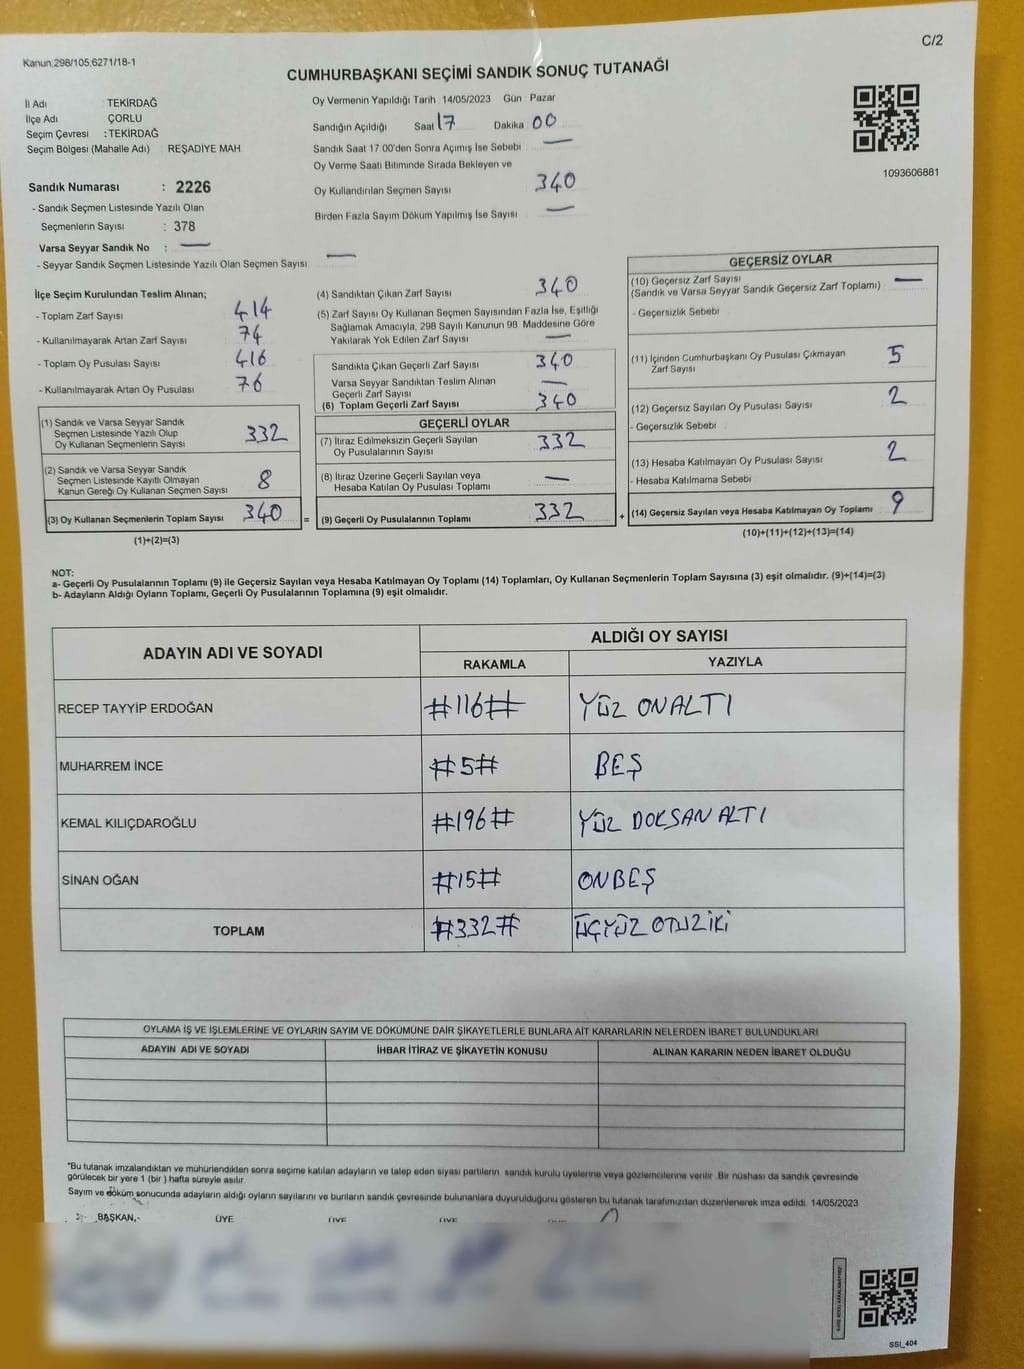 C/2
Kanun;298/105,6271/18-1
CUMHURBAŞKANI SEÇİMİ SANDIK SONUÇ TUTANAĞI
İl Adı : TEKİRDAĞ
İlçe Adı : ÇORLU
Seçim Çevresi : TEKİRDAĞ
Seçim Bölgesi (Mahalle Adı) : REŞADİYE MAH
Oy Vermenin Yapıldığı Tarih : 14/05/2023 Gün : Pazar
Sandığın Açıldığı Saat : 17 Dakika : 00
Sandık Saat 17:00'den Sonra Açımış İse Sebebi : —
Oy Verme Saati Bitiminde Sırada Bekleyen ve
Oy Kullandırılan Seçmen Sayısı : 340
Birden Fazla Sayım Döküm Yapılmış İse Sayısı : —
1093606881
Sandık Numarası : 2226
- Sandık Seçmen Listesinde Yazılı Olan
Seçmenlerin Sayısı : 378
Varsa Seyyar Sandık No : —
- Seyyar Sandık Seçmen Listesinde Yazılı Olan Seçmen Sayısı : —
İlçe Seçim Kurulundan Teslim Alınan;
- Toplam Zarf Sayısı : 414
- Kullanılmayarak Artan Zarf Sayısı : 74
- Toplam Oy Pusulası Sayısı : 416
- Kullanılmayarak Artan Oy Pusulası : 76
(1) Sandık ve Varsa Seyyar Sandık
Seçmen Listesinde Yazılı Olup
Oy Kullanan Seçmenlerin Sayısı : 332
(2) Sandık ve Varsa Seyyar Sandık
Seçmen Listesinde Kayıtlı Olmayan
Kanun Gereği Oy Kullanan Seçmen Sayısı : 8
(3) Oy Kullanan Seçmenlerin Toplam Sayısı : 340
(1)+(2)=(3)
(4) Sandıktan Çıkan Zarf Sayısı : 340
(5) Zarf Sayısı Oy Kullanan Seçmen Sayısından Fazla İse, Eşitliği
Sağlamak Amacıyla, 298 Sayılı Kanunun 98. Maddesine Göre
Yakılarak Yok Edilen Zarf Sayısı : —
Sandıkta Çıkan Geçerli Zarf Sayısı : 340
Varsa Seyyar Sandıktan Teslim Alınan
Geçerli Zarf Sayısı : —
(6) Toplam Geçerli Zarf Sayısı : 340
GEÇERLİ OYLAR
(7) İtiraz Edilmeksizin Geçerli Sayılan
Oy Pusulalarının Sayısı : 332
(8) İtiraz Üzerine Geçerli Sayılan veya
Hesaba Katılan Oy Pusulası Toplamı : —
= (9) Geçerli Oy Pusulalarının Toplamı : 332 +
GEÇERSİZ OYLAR
(10) Geçersiz Zarf Sayısı : —
(Sandık ve Varsa Seyyar Sandık Geçersiz Zarf Toplamı)
- Geçersizlik Sebebi :
(11) İçinden Cumhurbaşkanı Oy Pusulası Çıkmayan
Zarf Sayısı : 5
(12) Geçersiz Sayılan Oy Pusulası Sayısı : 2
- Geçersizlik Sebebi :
(13) Hesaba Katılmayan Oy Pusulası Sayısı : 2
- Hesaba Katılmama Sebebi :
(14) Geçersiz Sayılan veya Hesaba Katılmayan Oy Toplamı : 9
(10)+(11)+(12)+(13)=(14)
NOT:
a- Geçerli Oy Pusulalarının Toplamı (9) ile Geçersiz Sayılan veya Hesaba Katılmayan Oy Toplamı (14) Toplamları, Oy Kullanan Seçmenlerin Toplam Sayısına (3) eşit olmalıdır. (9)+(14)=(3)
b- Adayların Aldığı Oyların Toplamı, Geçerli Oy Pusulalarının Toplamına (9) eşit olmalıdır.
ADAYIN ADI VE SOYADI
ALDIĞI OY SAYISI
RAKAMLA YAZIYLA
RECEP TAYYİP ERDOĞAN #116# YÜZ ONALTI
MUHARREM İNCE #5# BEŞ
KEMAL KILIÇDAROĞLU #196# YÜZ DOKSAN ALTI
SİNAN OĞAN #15# ONBEŞ
TOPLAM #332# ÜÇYÜZ OTUZİKİ
OYLAMA İŞ VE İŞLEMLERİNE VE OYLARIN SAYIM VE DÖKÜMÜNE DAİR ŞİKAYETLERLE BUNLARA AİT KARARLARIN NELERDEN İBARET BULUNDUKLARI
ADAYIN ADI VE SOYADI İHBAR İTİRAZ VE ŞİKAYETİN KONUSU ALINAN KARARIN NEDEN İBARET OLDUĞU
*Bu tutanak imzalandıktan ve mühürlendikten sonra seçime katılan adayların ve talep eden siyasi partilerin sandık kurulu üyelerine veya gözlemcilerine verilir. Bir nüshası da sandık çevresinde
görülecek bir yere 1 (bir) hafta süreyle asılır.
Sayım ve döküm sonucunda adayların aldığı oyların sayılarını ve bunların sandık çevresinde bulunanlara duyurulduğunu gösteren bu tutanak tarafımızdan düzenlenerek imza edildi. 14/05/2023
BAŞKAN ÜYE ÜYE ÜYE
SSI_404